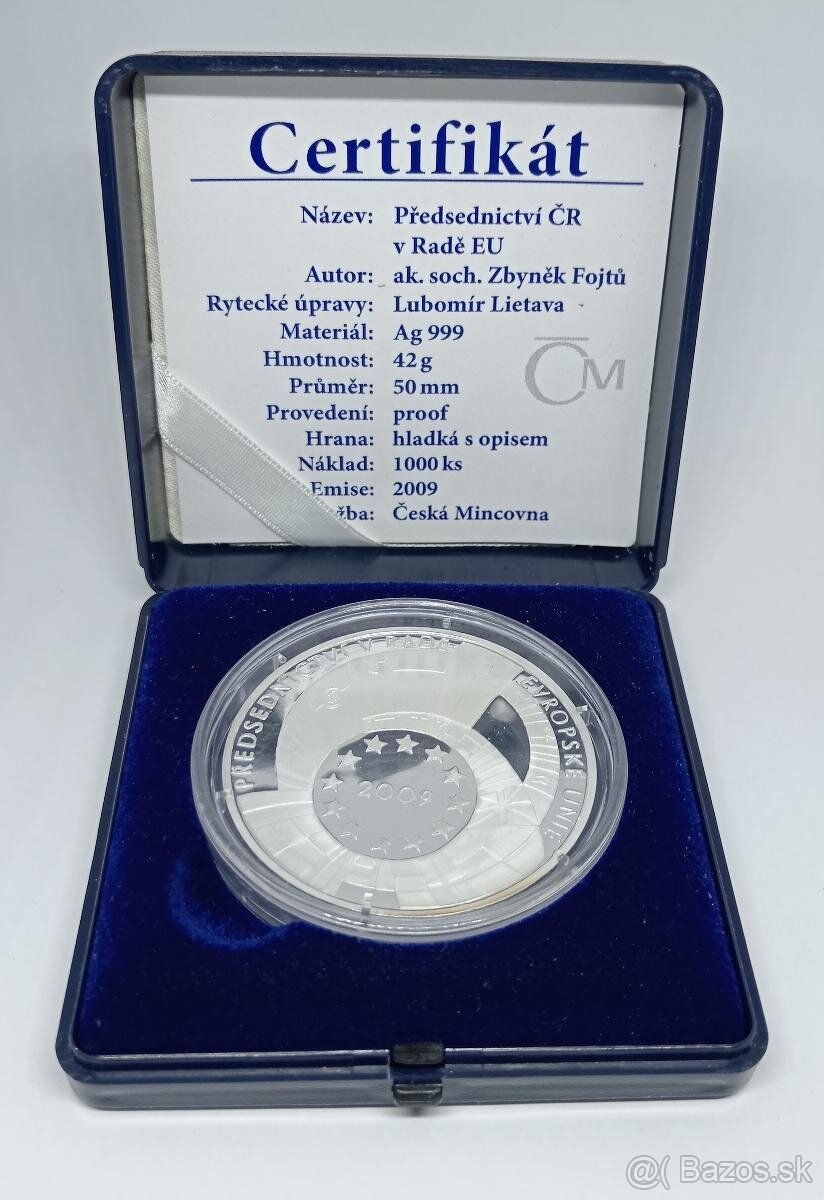 Certifikát
Název: Předsednictví ČR
v Radě EU
Autor: ak. soch. Zbyněk Fojtů
Rytecké úpravy: Lubomír Lietava
Materiál: Ag 999
Hmotnost: 42 g
Průměr: 50 mm
Provedení: proof
Hrana: hladká s opisem
Náklad: 1000 ks
Emise: 2009
žba: Česká Mincovna
ČM
PŘEDSEDNICTVÍ V RADĚ
EVROPSKÉ UNIE
2009
@( Bazos.sk